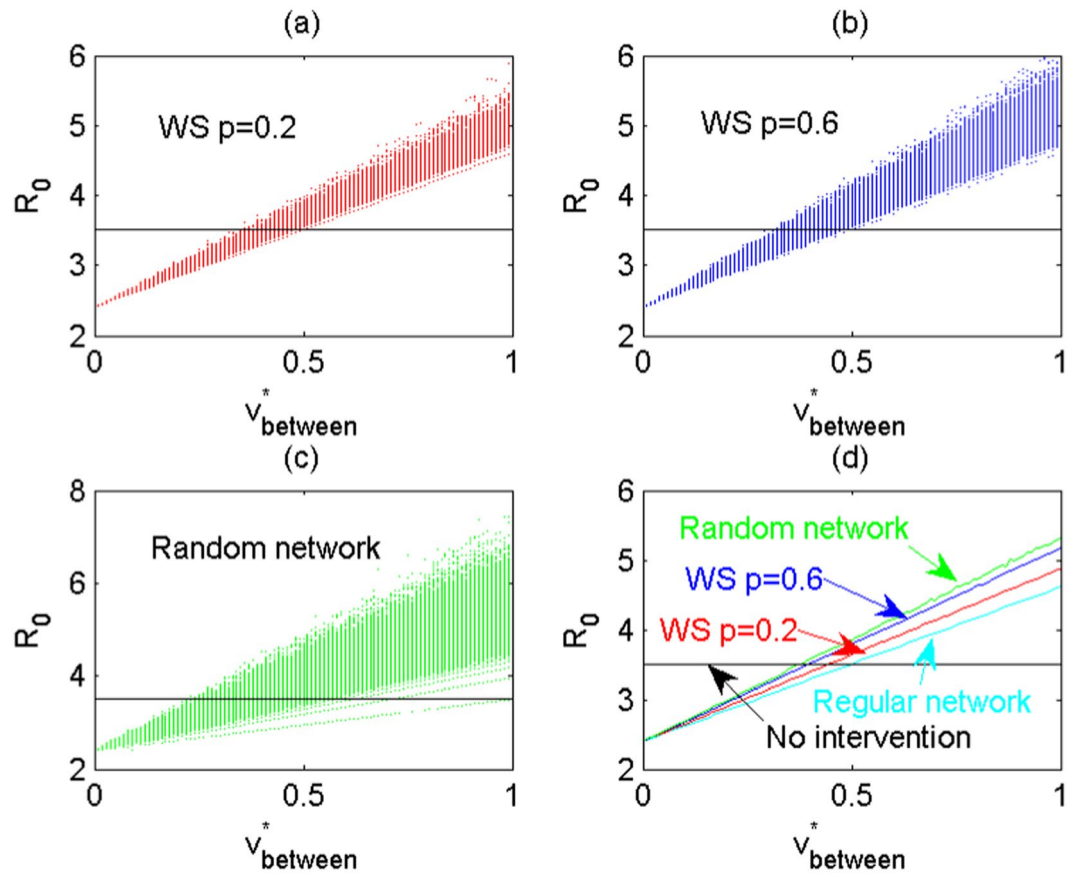 (a)
6
5
4
3
2
R0
WS p=0.2
0
0.5
1
v*between
(b)
6
5
4
3
2
R0
WS p=0.6
0
0.5
1
v*between
(c)
8
6
4
2
R0
Random network
0
0.5
1
v*between
(d)
6
5
4
3
2
R0
Random network
WS p=0.6
WS p=0.2
Regular network
No intervention
0
0.5
1
v*between